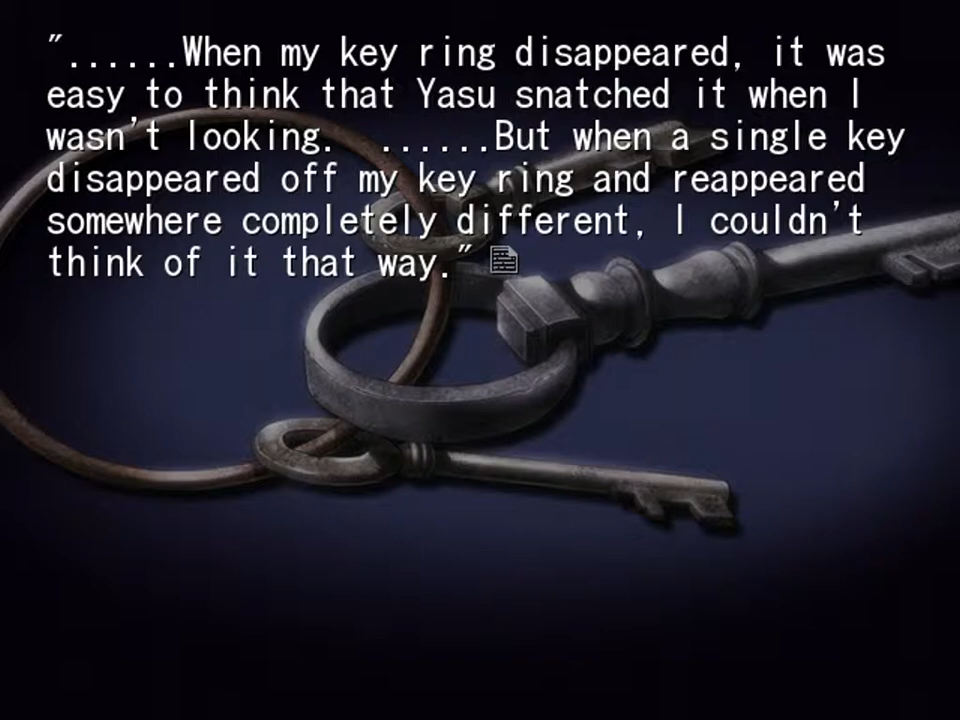 "......When my key ring disappeared, it was
easy to think that Yasu snatched it when I
wasn't looking.  ......But when a single key
disappeared off my key ring and reappeared
somewhere completely different, I couldn't
think of it that way."